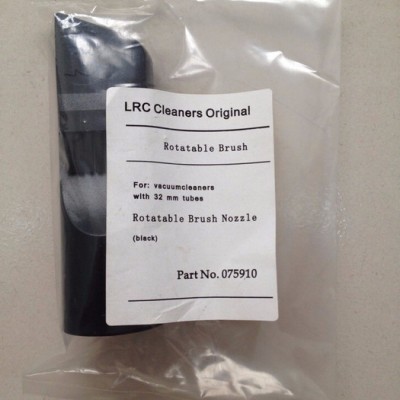 LRC Cleaners Original
Rotatable Brush
For: vacuumcleaners
with 32 mm tubes
Rotatable Brush Nozzle
(black)
Part No. 075910